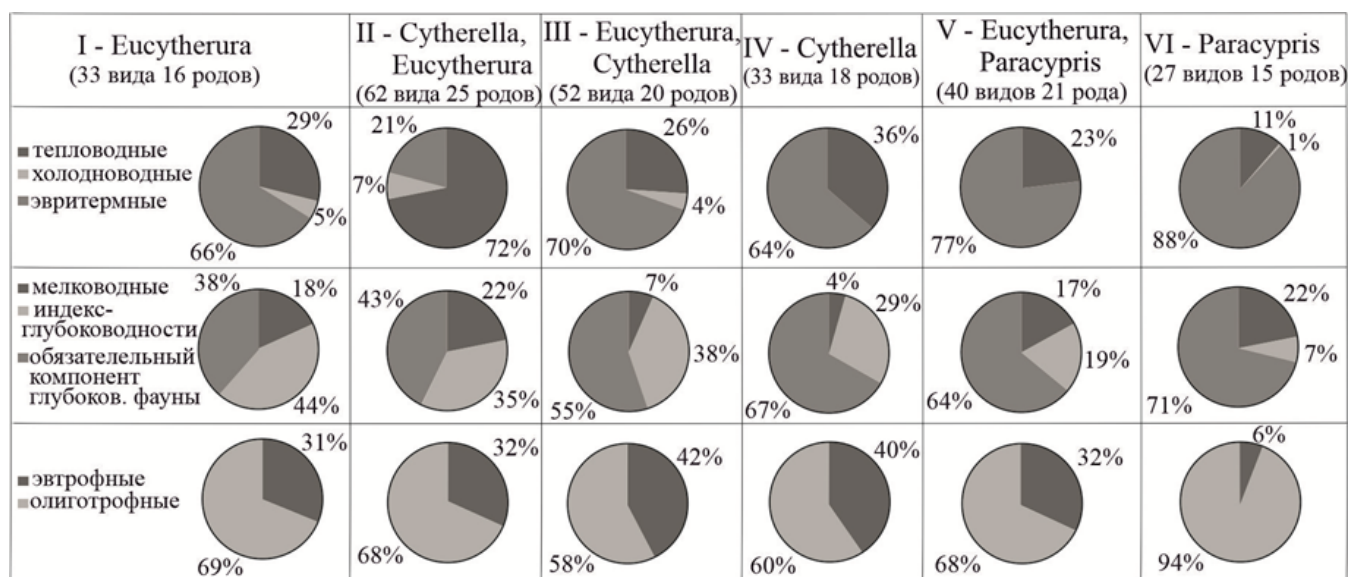 I - Eucytherura
(33 вида 16 родов)
II - Cytherella,
Eucytherura
(62 вида 25 родов)
III - Eucytherura,
Cytherella
(52 вида 20 родов)
IV - Cytherella
(33 вида 18 родов)
V - Eucytherura,
Paracypris
(40 видов 21 рода)
VI - Paracypris
(27 видов 15 родов)
тепловодные
холодноводные
эвритермные
29%
5%
66%
21%
7%
72%
26%
4%
70%
36%
64%
23%
77%
11%
1%
88%
мелководные
индекс-
глубоководности
обязателельный
компонент
глубоков. фауны
38%
18%
44%
43%
22%
35%
7%
38%
55%
4%
29%
67%
17%
19%
64%
22%
7%
71%
эвтрофные
олиготрофные
31%
69%
32%
68%
42%
58%
40%
60%
32%
68%
6%
94%